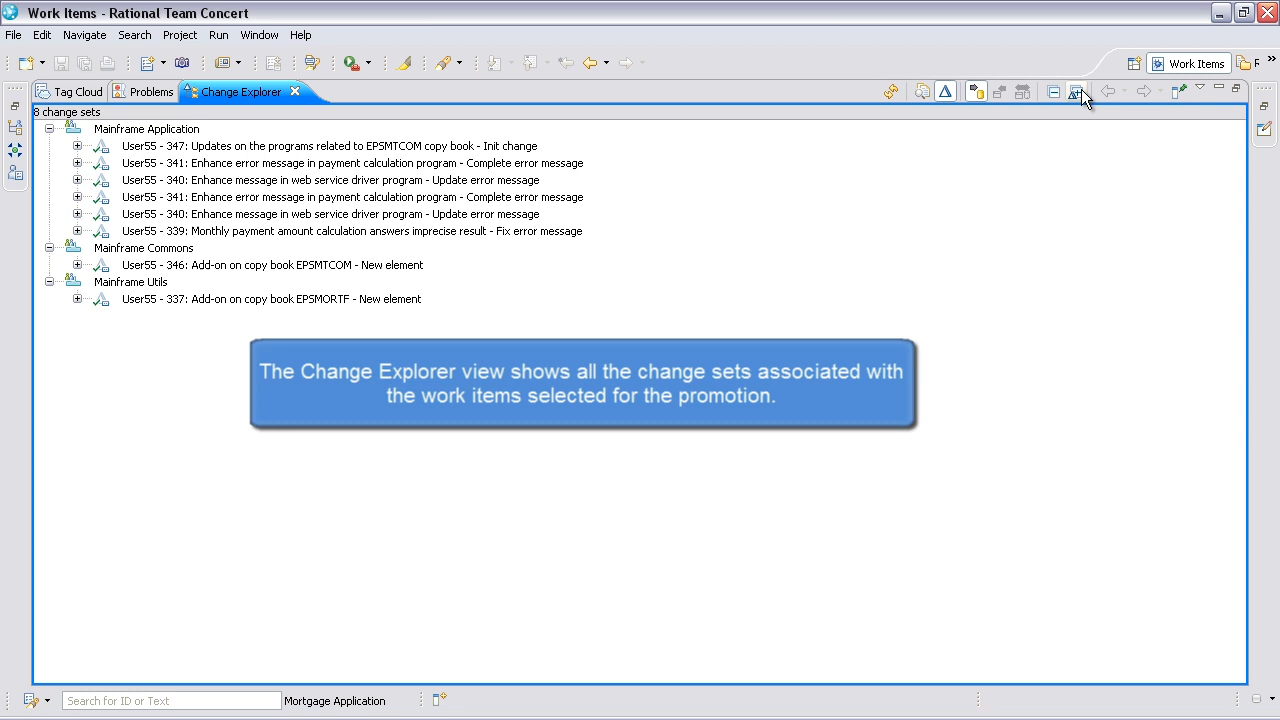 Work Items - Rational Team Concert
File Edit Navigate Search Project Run Window Help
Work Items
Tag Cloud Problems Change Explorer
8 change sets
Mainframe Application
User55 - 347: Updates on the programs related to EPSMTCOM copy book - Init change
User55 - 341: Enhance error message in payment calculation program - Complete error message
User55 - 340: Enhance message in web service driver program - Update error message
User55 - 341: Enhance error message in payment calculation program - Complete error message
User55 - 340: Enhance message in web service driver program - Update error message
User55 - 339: Monthly payment amount calculation answers imprecise result - Fix error message
Mainframe Commons
User55 - 346: Add-on on copy book EPSMTCOM - New element
Mainframe Utils
User55 - 337: Add-on on copy book EPSMORTF - New element
The Change Explorer view shows all the change sets associated with
the work items selected for the promotion.
Search for ID or Text Mortgage Application